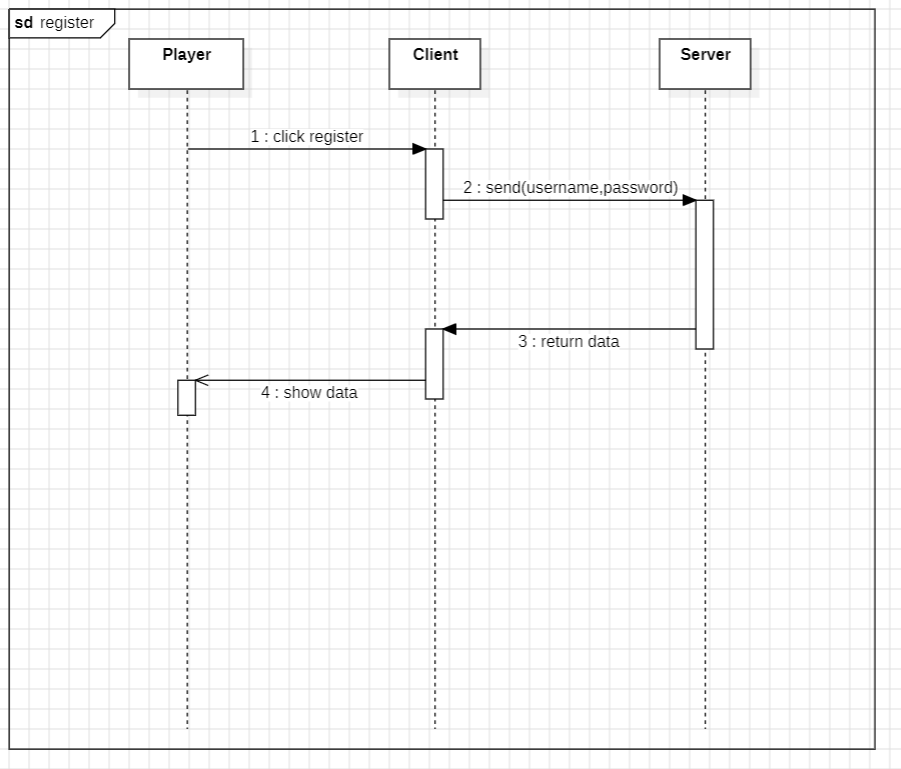 sd register
Player
Client
Server
1 : click register
2 : send(username,password)
3 : return data
4 : show data